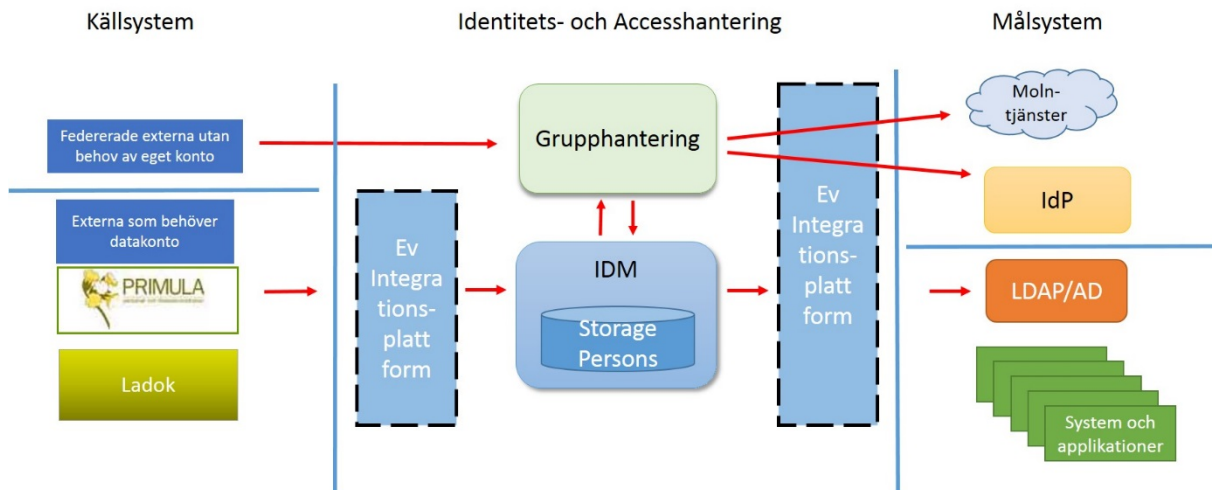 Källsystem
Identitets- och Accesshantering
Målsystem
Federerade externa utan
behov av eget konto
Externa som behöver
datakonto
PRIMULA
Ladok
Ev
Integra
tions-
platt
form
Grupphantering
IDM
Storage
Persons
Ev
Integra
tions-
platt
form
Moln-
tjänster
IdP
LDAP/AD
System och
applikationer